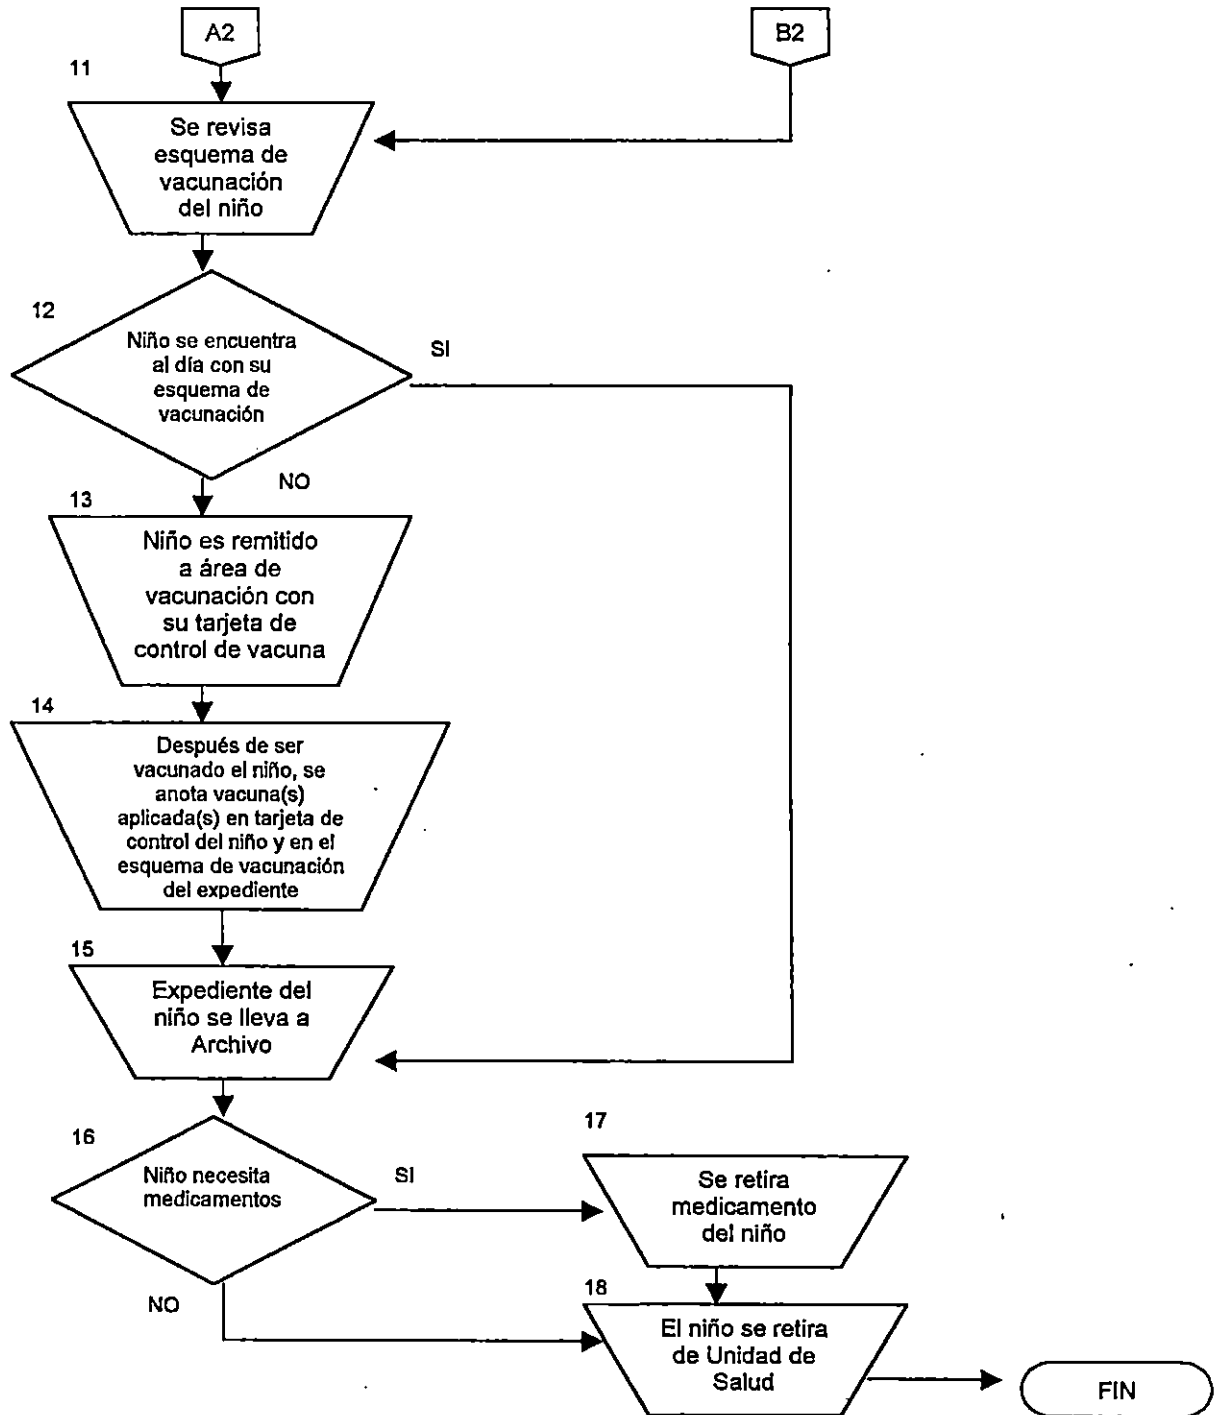 A2
B2
11
Se revisa
esquema de
vacunación
del niño
12
Niño se encuentra
al día con su
esquema de
vacunación
SI
NO
13
Niño es remitido
a área de
vacunación con
su tarjeta de
control de vacuna
14
Después de ser
vacunado el niño, se
anota vacuna(s)
aplicada(s) en tarjeta de
control del niño y en el
esquema de vacunación
del expediente
15
Expediente del
niño se lleva a
Archivo
16
Niño necesita
medicamentos
SI
NO
17
Se retira
medicamento
del niño
18
El niño se retira
de Unidad de
Salud
FIN